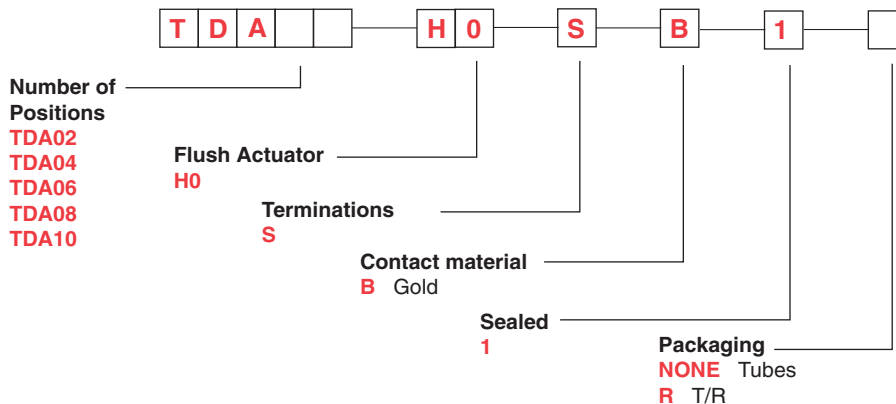 T D A H 0 S B 1
Number of
Positions
TDA02
TDA04
TDA06
TDA08
TDA10
Flush Actuator
H0
Terminations
S
Contact material
B Gold
Sealed
1
Packaging
NONE Tubes
R T/R